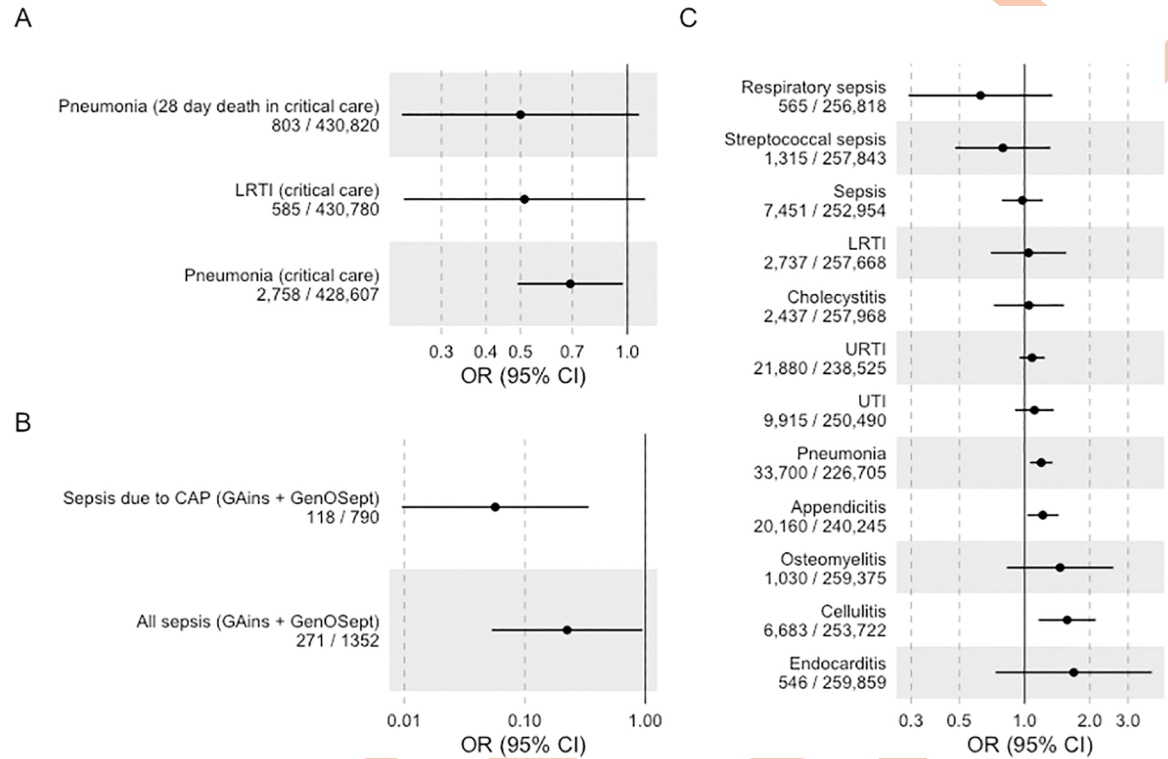 A
Pneumonia (28 day death in critical care)
803 / 430,820
LRTI (critical care)
585 / 430,780
Pneumonia (critical care)
2,758 / 428,607
0.3 0.4 0.5 0.7 1.0
OR (95% CI)
B
Sepsis due to CAP (GAins + GenOSept)
118 / 790
All sepsis (GAins + GenOSept)
271 / 1352
0.01 0.10 1.00
OR (95% CI)
C
Respiratory sepsis
565 / 256,818
Streptococcal sepsis
1,315 / 257,843
Sepsis
7,451 / 252,954
LRTI
2,737 / 257,668
Cholecystitis
2,437 / 257,968
URTI
21,880 / 238,525
UTI
9,915 / 250,490
Pneumonia
33,700 / 226,705
Appendicitis
20,160 / 240,245
Osteomyelitis
1,030 / 259,375
Cellulitis
6,683 / 253,722
Endocarditis
546 / 259,859
0.3 0.5 1.0 2.0 3.0
OR (95% CI)